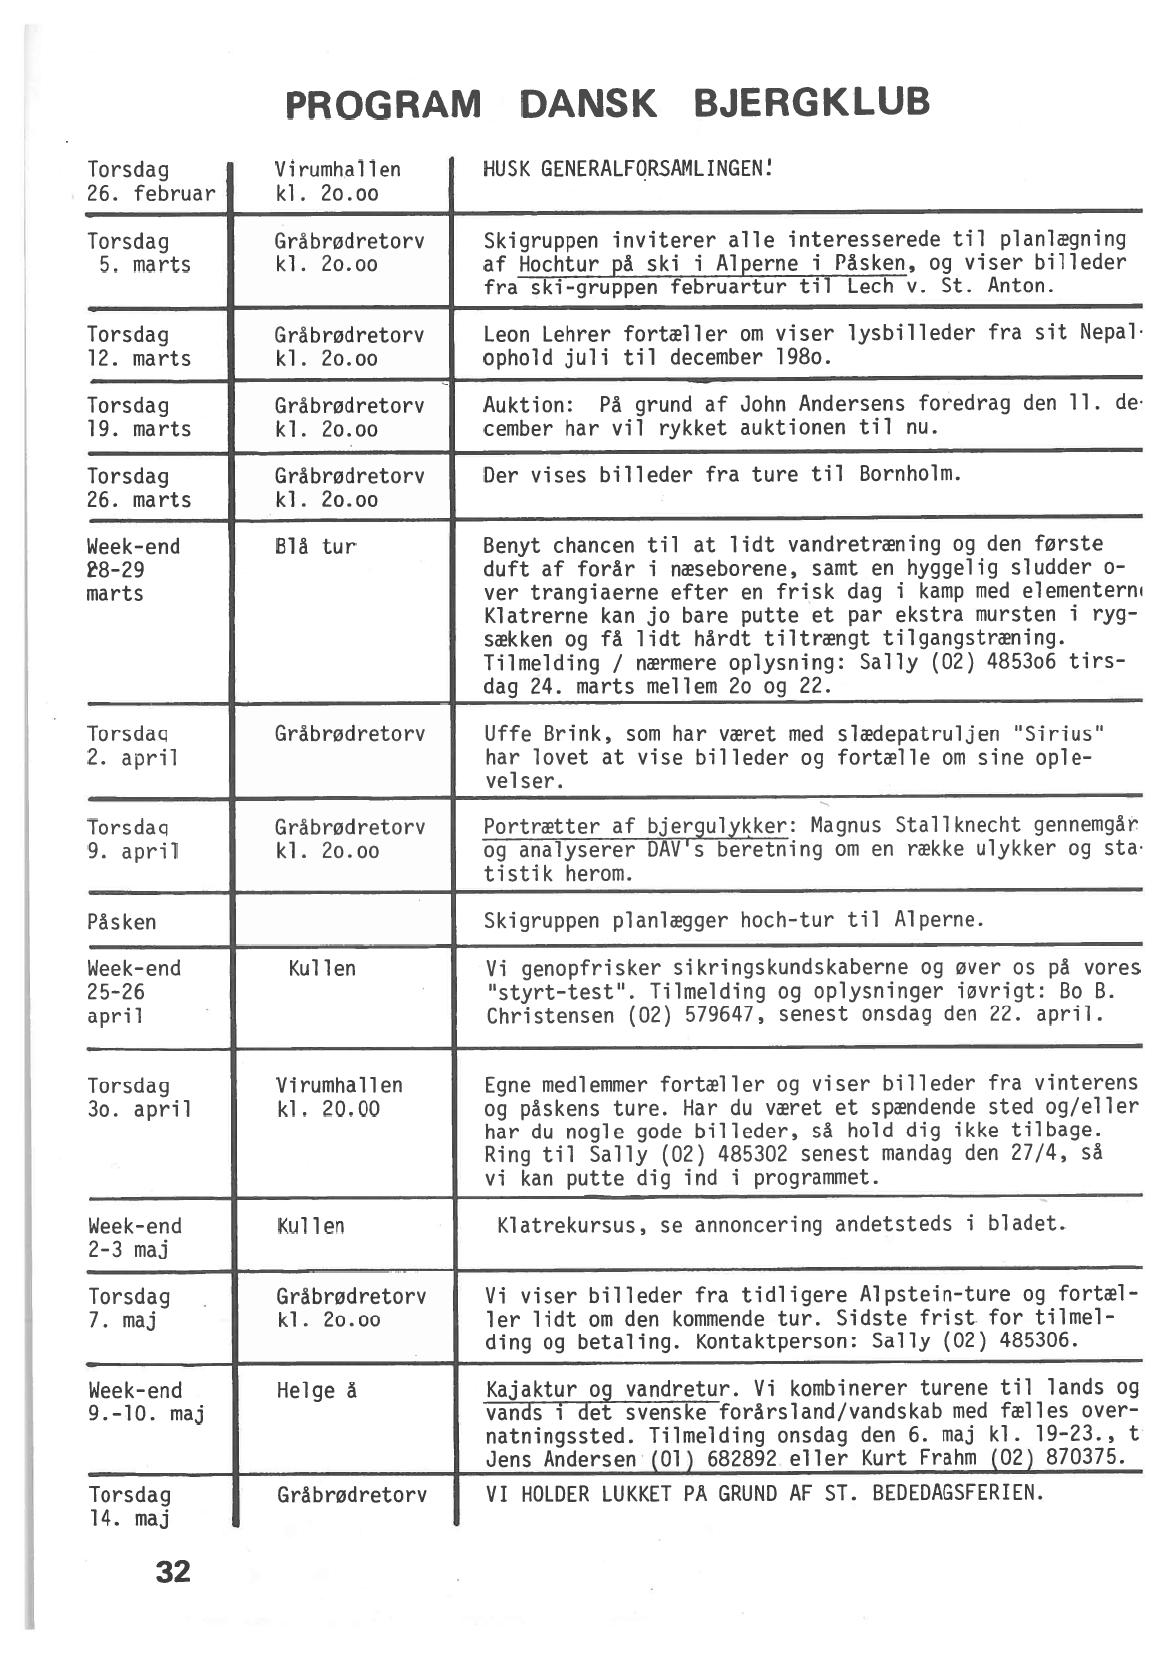 PROGRAM DANSK BJERGKLUB
Torsdag
26. februar
Virumhallen
kl. 2o.oo
HUSK GENERALFORSAMLINGEN!
Torsdag
5. marts
Gråbrødretorv
kl. 2o.oo
Skigruppen inviterer alle interesserede til planlægning
af Hochtur på ski i Alperne i Påsken, og viser billeder
fra ski-gruppen februartur til Lech v. St. Anton.
Torsdag
12. marts
Gråbrødretorv
kl. 2o.oo
Leon Lehrer fortæller om viser lysbilleder fra sit Nepal-
ophold juli til december 198o.
Torsdag
19. marts
Gråbrødretorv
kl. 2o.oo
Auktion: På grund af John Andersens foredrag den 11. de-
cember har vil rykket auktionen til nu.
Torsdag
26. marts
Gråbrødretorv
kl. 2o.oo
Der vises billeder fra ture til Bornholm.
Week-end
28-29
marts
Blå tur
Benyt chancen til at lidt vandretræning og den første
duft af forår i næseborene, samt en hyggelig sludder o-
ver trangiaerne efter en frisk dag i kamp med elementern
Klatrerne kan jo bare putte et par ekstra mursten i ryg-
sækken og få lidt hårdt tiltrængt tilgangstræning.
Tilmelding / nærmere oplysning: Sally (02) 4853o6 tirs-
dag 24. marts mellem 2o og 22.
Torsdag
2. april
Gråbrødretorv
Uffe Brink, som har været med slædepatruljen "Sirius"
har lovet at vise billeder og fortælle om sine ople-
velser.
Torsdag
9. april
Gråbrødretorv
kl. 2o.oo
Portrætter af bjergulykker: Magnus Stallknecht gennemgår
og analyserer DAV's beretning om en række ulykker og sta-
tistik herom.
Påsken
Skigruppen planlægger hoch-tur til Alperne.
Week-end
25-26
april
Kullen
Vi genopfrisker sikringskundskaberne og øver os på vores
"styrt-test". Tilmelding og oplysninger iøvrigt: Bo B.
Christensen (02) 579647, senest onsdag den 22. april.
Torsdag
3o. april
Virumhallen
kl. 20.00
Egne medlemmer fortæller og viser billeder fra vinterens
og påskens ture. Har du været et spændende sted og/eller
har du nogle gode billeder, så hold dig ikke tilbage.
Ring til Sally (02) 485302 senest mandag den 27/4, så
vi kan putte dig ind i programmet.
Week-end
2-3 maj
Kullen
Klatrekursus, se annoncering andetsteds i bladet.
Torsdag
7. maj
Gråbrødretorv
kl. 2o.oo
Vi viser billeder fra tidligere Alpstein-ture og fortæl-
ler lidt om den kommende tur. Sidste frist for tilmel-
ding og betaling. Kontaktperson: Sally (02) 485306.
Week-end
9.-10. maj
Helge å
Kajaktur og vandretur. Vi kombinerer turene til lands og
vands i det svenske forårsland/vandskab med fælles over-
natningssted. Tilmelding onsdag den 6. maj kl. 19-23., t
Jens Andersen (01) 682892 eller Kurt Frahm (02) 870375.
Torsdag
14. maj
Gråbrødretorv
VI HOLDER LUKKET PÅ GRUND AF ST. BEDEDAGSFERIEN.
32